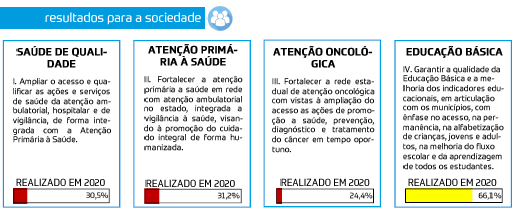 resultados para a sociedade
SAÚDE DE QUALI-
DADE
I. Ampliar o acesso e qua-
lificar as ações e serviços
de saúde da atenção am-
bulatorial, hospitalar e de
vigilância, de forma inte-
grada com a Atenção
Primária à Saúde.
REALIZADO EM 2020
30,5%
ATENÇÃO PRIMÁ-
RIA À SAÚDE
II. Fortalecer a atenção
primária a saúde em rede
com atenção ambulatorial
no estado, integrada a
vigilância à saúde, visan-
do à promoção do cuida-
do integral de forma hu-
manizada.
REALIZADO EM 2020
31,2%
ATENÇÃO ONCOLÓ-
GICA
III. Fortalecer a rede esta-
dual de atenção oncológica
com vistas à ampliação do
acesso as ações de promo-
ção a saúde, prevenção,
diagnóstico e tratamento
do câncer em tempo opor-
tuno.
REALIZADO EM 2020
24,4%
EDUCAÇÃO BÁSICA
IV. Garantir a qualidade da
Educação Básica e a me-
lhoria dos indicadores edu-
cacionais, em articulação
com os municípios, com
ênfase no acesso, na per-
manência, na alfabetização
de crianças, jovens e adul-
tos, na melhoria do fluxo
escolar e da aprendizagem
de todos os estudantes.
REALIZADO EM 2020
66,1%